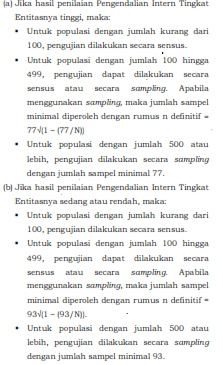 (a) Jika hasil penilaian Pengendalian Intern Tingkat
Entitasnya tinggi, maka:
▪ Untuk populasi dengan jumlah kurang dari
100, pengujian dilakukan secara sensus.
▪ Untuk populasi dengan jumlah 100 hingga
499, pengujian dapat dilakukan secara
sensus atau secara sampling. Apabila
menggunakan sampling, maka jumlah sampel
minimal diperoleh dengan rumus n definitif =
77√(1 – (77/N))
▪ Untuk populasi dengan jumlah 500 atau
lebih, pengujian dilakukan secara sampling
dengan jumlah sampel minimal 77.
(b) Jika hasil penilaian Pengendalian Intern Tingkat
Entitasnya sedang atau rendah, maka:
▪ Untuk populasi dengan jumlah kurang dari
100, pengujian dilakukan secara sensus.
▪ Untuk populasi dengan jumlah 100 hingga
499, pengujian dapat dilakukan secara
sensus atau secara sampling. Apabila
menggunakan sampling, maka jumlah sampel
minimal diperoleh dengan rumus n definitif =
93√(1 – (93/N)).
▪ Untuk populasi dengan jumlah 500 atau
lebih, pengujian dilakukan secara sampling
dengan jumlah sampel minimal 93.